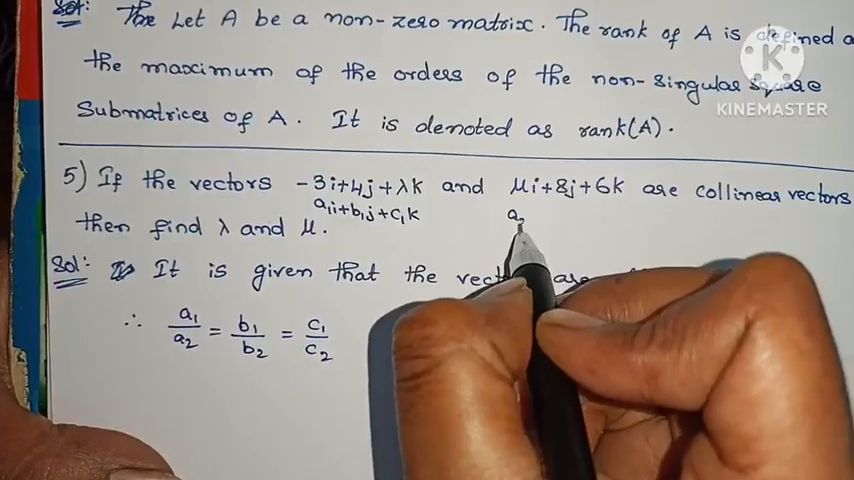 Sol: Let A be a non-zero matrix. The rank of A is defined a
the maximum of the orders of the non-singular square
Submatrices of A. It is denoted as rank(A).
5) If the vectors -3i+4j+λk and μi+8j+6k are collinear vectors
a₁i+b₁j+c₁k a₂
then find λ and μ.
Sol: It is given that the vect are
∴ a₁/a₂ = b₁/b₂ = c₁/c₂
K
KINEMASTER